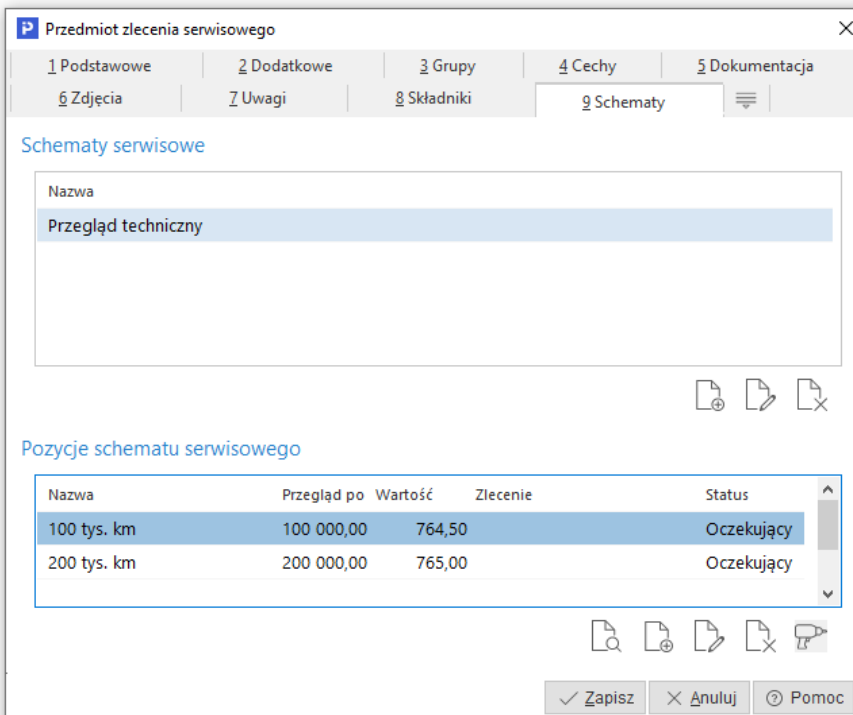 Przedmiot zlecenia serwisowego
1 Podstawowe 2 Dodatkowe 3 Grupy 4 Cechy 5 Dokumentacja
6 Zdjęcia 7 Uwagi 8 Składniki 9 Schematy
Schematy serwisowe
Nazwa
Przegląd techniczny
Pozycje schematu serwisowego
Nazwa Przegląd po Wartość Zlecenie Status
100 tys. km 100 000,00 764,50 Oczekujący
200 tys. km 200 000,00 765,00 Oczekujący
Zapisz Anuluj Pomoc